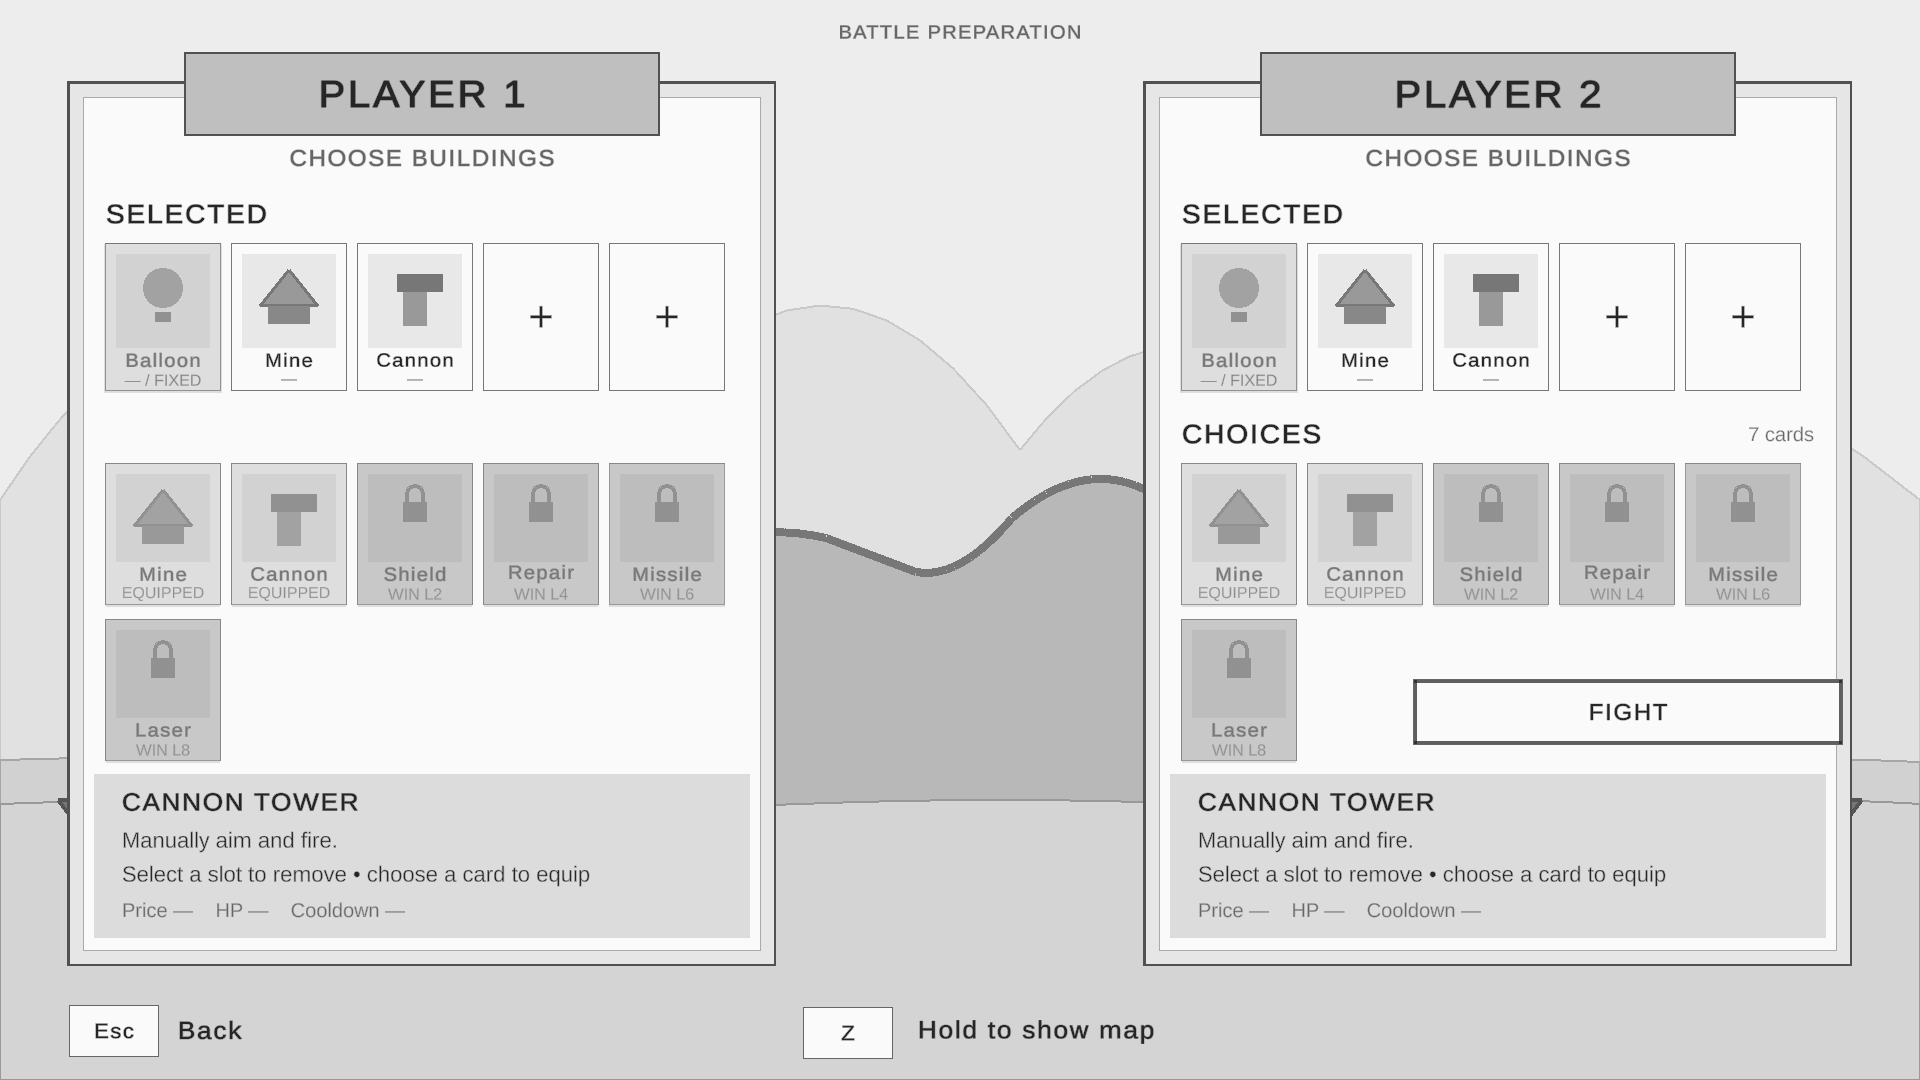 BATTLE PREPARATION
PLAYER 1
CHOOSE BUILDINGS
SELECTED
Balloon
— / FIXED
Mine
—
Cannon
—
+
+
Mine
EQUIPPED
Cannon
EQUIPPED
Shield
WIN L2
Repair
WIN L4
Missile
WIN L6
Laser
WIN L8
CANNON TOWER
Manually aim and fire.
Select a slot to remove • choose a card to equip
Price — HP — Cooldown —
PLAYER 2
CHOOSE BUILDINGS
SELECTED
Balloon
— / FIXED
Mine
—
Cannon
—
+
+
CHOICES
7 cards
Mine
EQUIPPED
Cannon
EQUIPPED
Shield
WIN L2
Repair
WIN L4
Missile
WIN L6
Laser
WIN L8
FIGHT
CANNON TOWER
Manually aim and fire.
Select a slot to remove • choose a card to equip
Price — HP — Cooldown —
Esc Back
Z Hold to show map